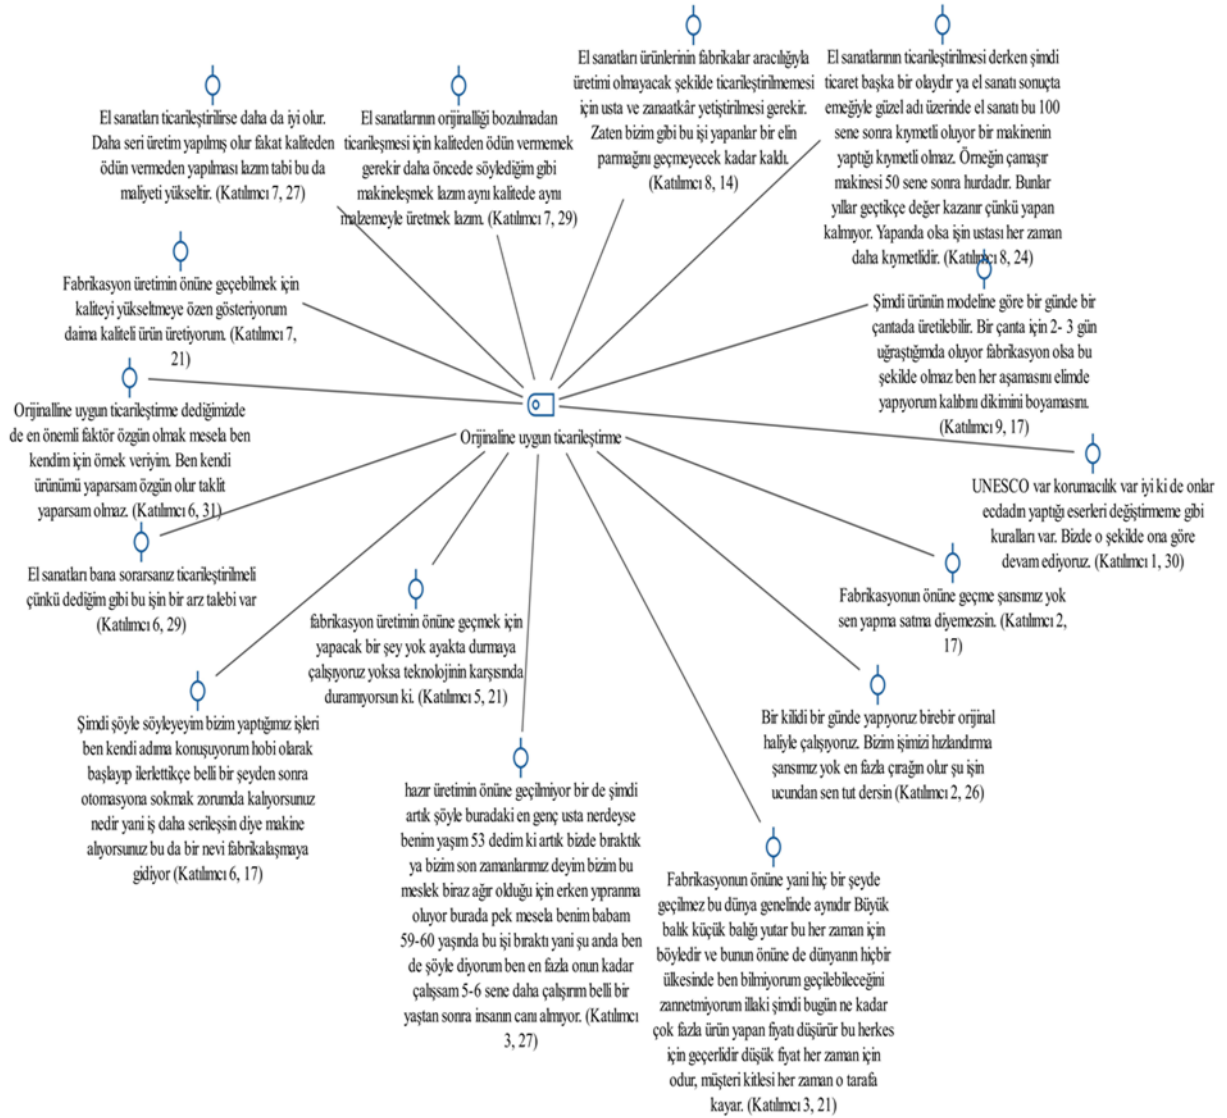 El sanatları ürünlerinin fabrikalar aracılığıyla
üretimi olmayacak şekilde ticarileştirilmemesi
için usta ve zanaatkâr yetiştirilmesi gerekir.
Zaten bizim gibi bu işi yapanlar bir elin
parmağını geçmeyecek kadar kaldı.
(Katılımcı 8, 14)
El sanatlarının ticarileştirilmesi derken şimdi
ticaret başka bir olaydır ya el sanatı sonuçta
emeğiyle güzel adı üzerinde el sanatı bu 100
sene sonra kıymetli oluyor bir makinenin
yaptığı kıymetli olmaz. Örneğin çamaşır
makinesi 50 sene sonra hurdadır. Bunlar
yıllar geçtikçe değer kazanır çünkü yapan
kalmıyor. Yapanda olsa işin ustası her zaman
daha kıymetlidir. (Katılımcı 8, 24)
El sanatları ticarileştirilirse daha da iyi olur.
Daha seri üretim yapılmış olur fakat kaliteden
ödün vermeden yapılması lazım tabi bu da
maliyeti yükseltir. (Katılımcı 7, 27)
El sanatlarının orijinalliği bozulmadan
ticarileşmesi için kaliteden ödün vermemek
gerekir daha öncede söylediğim gibi
makineleşmek lazım aynı kalitede aynı
malzemeyle üretmek lazım. (Katılımcı 7, 29)
Fabrikasyon üretimin önüne geçebilmek için
kaliteyi yükseltmeye özen gösteriyorum
daima kaliteli ürün üretiyorum. (Katılımcı 7,
21)
Şimdi ürünün modeline göre bir günde bir
çantada üretilebilir. Bir çanta için 2- 3 gün
uğraştığımda oluyor fabrikasyon olsa bu
şekilde olmaz ben her aşamasını elimde
yapıyorum kalıbını dikimini boyamasını.
(Katılımcı 9, 17)
Orijinalline uygun ticarileştirme dediğimizde
de en önemli faktör özgün olmak mesela ben
kendim için örnek veriyim. Ben kendi
ürünümü yaparsam özgün olur taklit
yaparsam olmaz. (Katılımcı 6, 31)
Orijinaline uygun ticarileştirme
UNESCO var korumacılık var iyi ki de onlar
ecdadın yaptığı eserleri değiştirmeme gibi
kuralları var. Bizde o şekilde ona göre
devam ediyoruz. (Katılımcı 1, 30)
El sanatları bana sorarsanız ticarileştirilmeli
çünkü dediğim gibi bu işin bir arz talebi var
(Katılımcı 6, 29)
fabrikasyon üretimin önüne geçmek için
yapacak bir şey yok ayakta durmaya
çalışıyoruz yoksa teknolojinin karşısında
duramıyorsun ki. (Katılımcı 5, 21)
Fabrikasyonun önüne geçme şansımız yok
sen yapma satma diyemezsin. (Katılımcı 2,
17)
Şimdi şöyle söyleyeyim bizim yaptığımız işleri
ben kendi adıma konuşuyorum hobi olarak
başlayıp ilerlettikçe belli bir şeyden sonra
otomasyona sokmak zorumda kalıyorsunuz
nedir yani iş daha serileşsin diye makine
alıyorsunuz bu da bir nevi fabrikalaşmaya
gidiyor (Katılımcı 6, 17)
Bir kilidi bir günde yapıyoruz birebir orijinal
haliyle çalışıyoruz. Bizim işimizi hızlandırma
şansımız yok en fazla çırağın olur şu işin
ucundan sen tut dersin (Katılımcı 2, 26)
hazır üretimin önüne geçilmiyor bir de şimdi
artık şöyle buradaki en genç usta nerdeyse
benim yaşım 53 dedim ki artık bizde bıraktık
ya bizim son zamanlarımız deyim bizim bu
meslek biraz ağır olduğu için erken yıpranma
oluyor burada pek mesela benim babam
59-60 yaşında bu işi bıraktı yani şu anda ben
de şöyle diyorum ben en fazla onun kadar
çalışsam 5-6 sene daha çalışırım belli bir
yaştan sonra insanın canı almıyor. (Katılımcı
3, 27)
Fabrikasyonun önüne yani hiç bir şeyde
geçilmez bu dünya genelinde aynıdır Büyük
balık küçük balığı yutar bu her zaman için
böyledir ve bunun önüne de dünyanın hiçbir
ülkesinde ben bilmiyorum geçilebileceğini
zannetmiyorum illaki şimdi bugün ne kadar
çok fazla ürün yapan fiyatı düşürür bu herkes
için geçerlidir düşük fiyat her zaman için
odur, müşteri kitlesi her zaman o tarafa
kayar. (Katılımcı 3, 21)